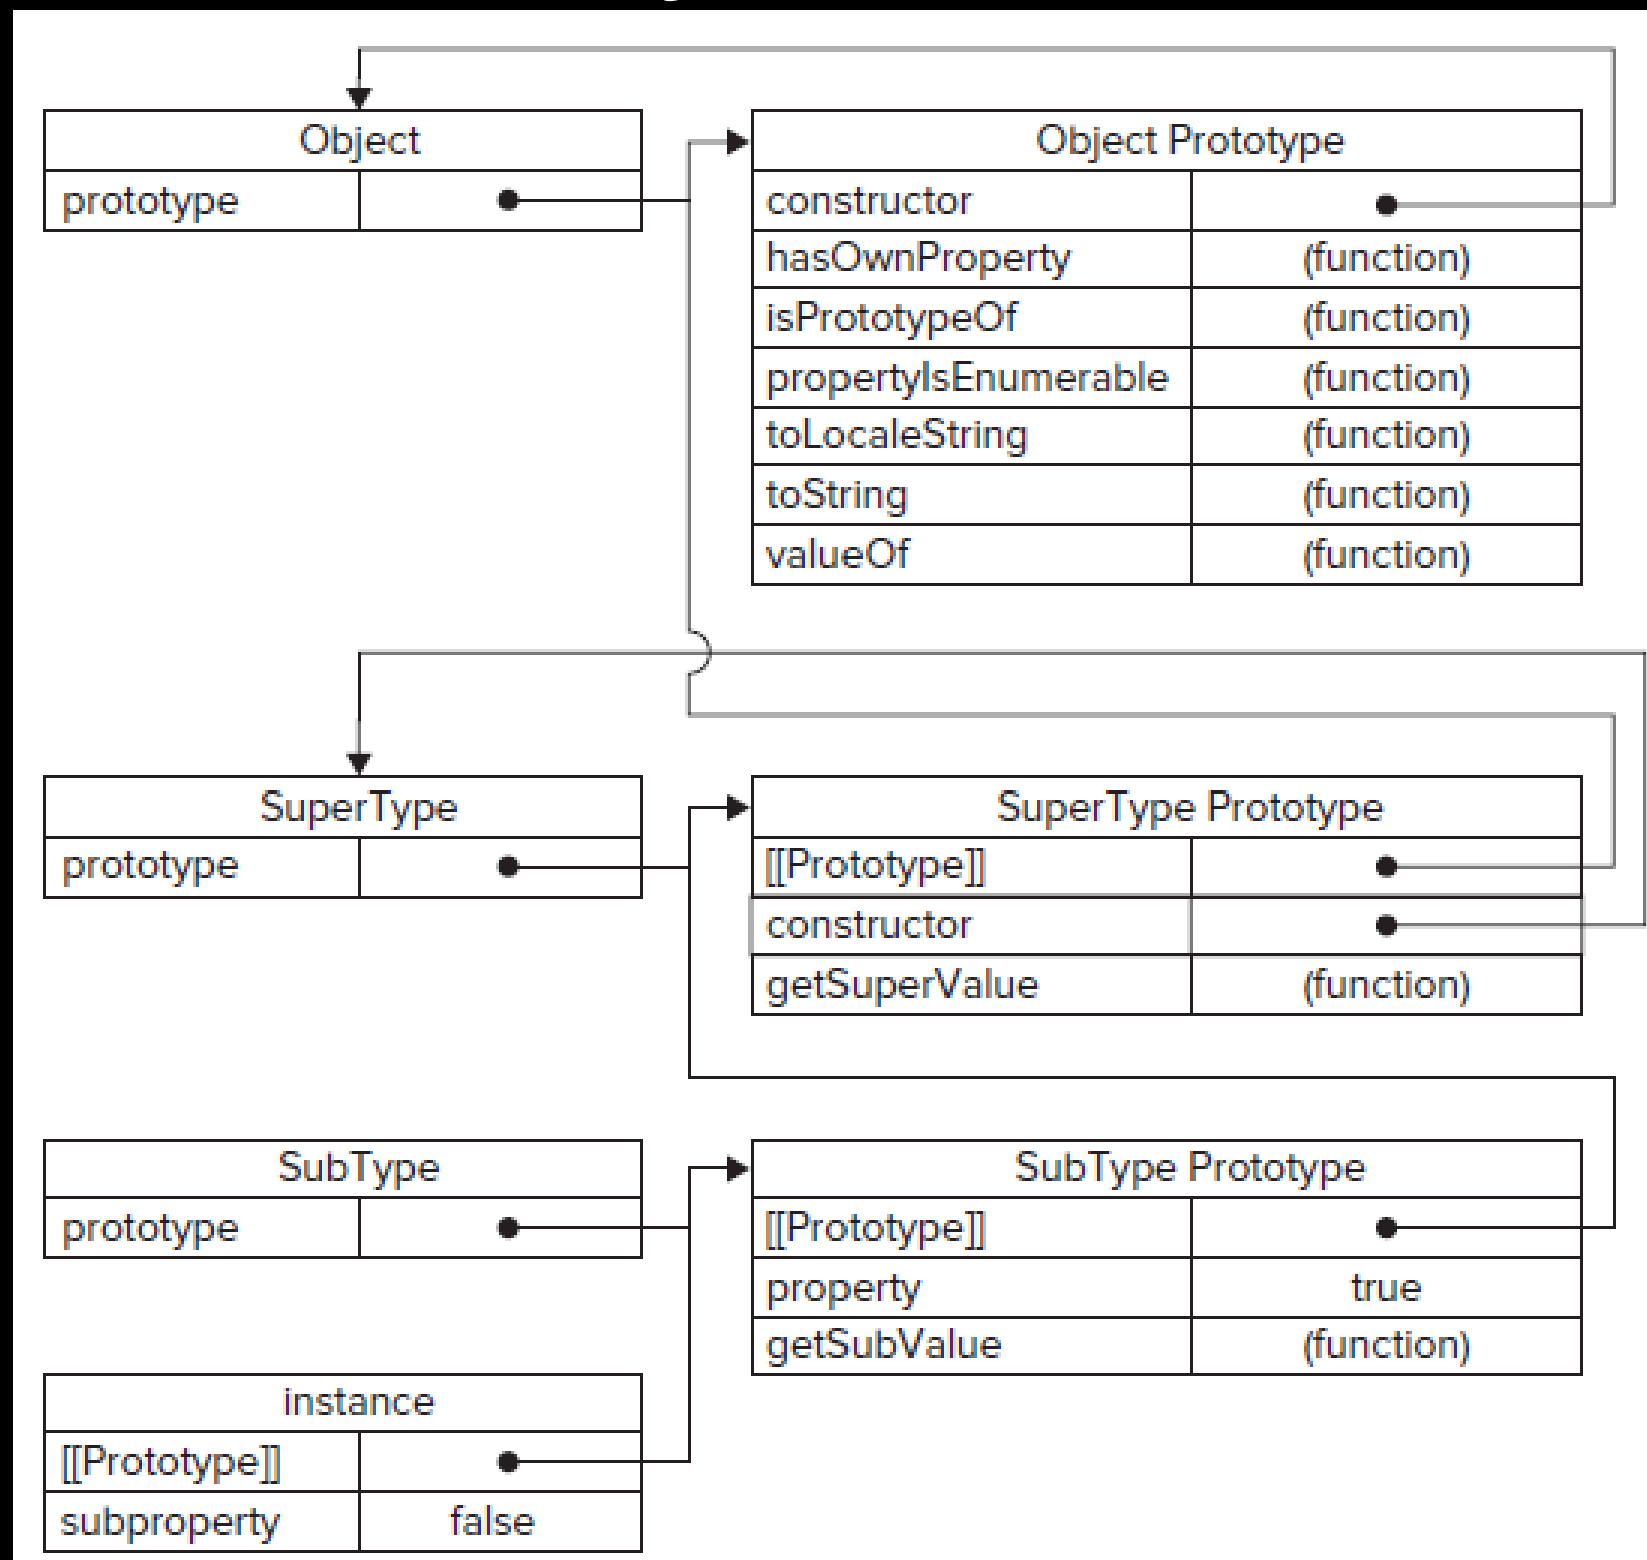 Object
prototype
Object Prototype
constructor
hasOwnProperty (function)
isPrototypeOf (function)
propertyIsEnumerable (function)
toLocaleString (function)
toString (function)
valueOf (function)
SuperType
prototype
SuperType Prototype
[[Prototype]]
constructor
getSuperValue (function)
SubType
prototype
SubType Prototype
[[Prototype]]
property true
getSubValue (function)
instance
[[Prototype]]
subproperty false